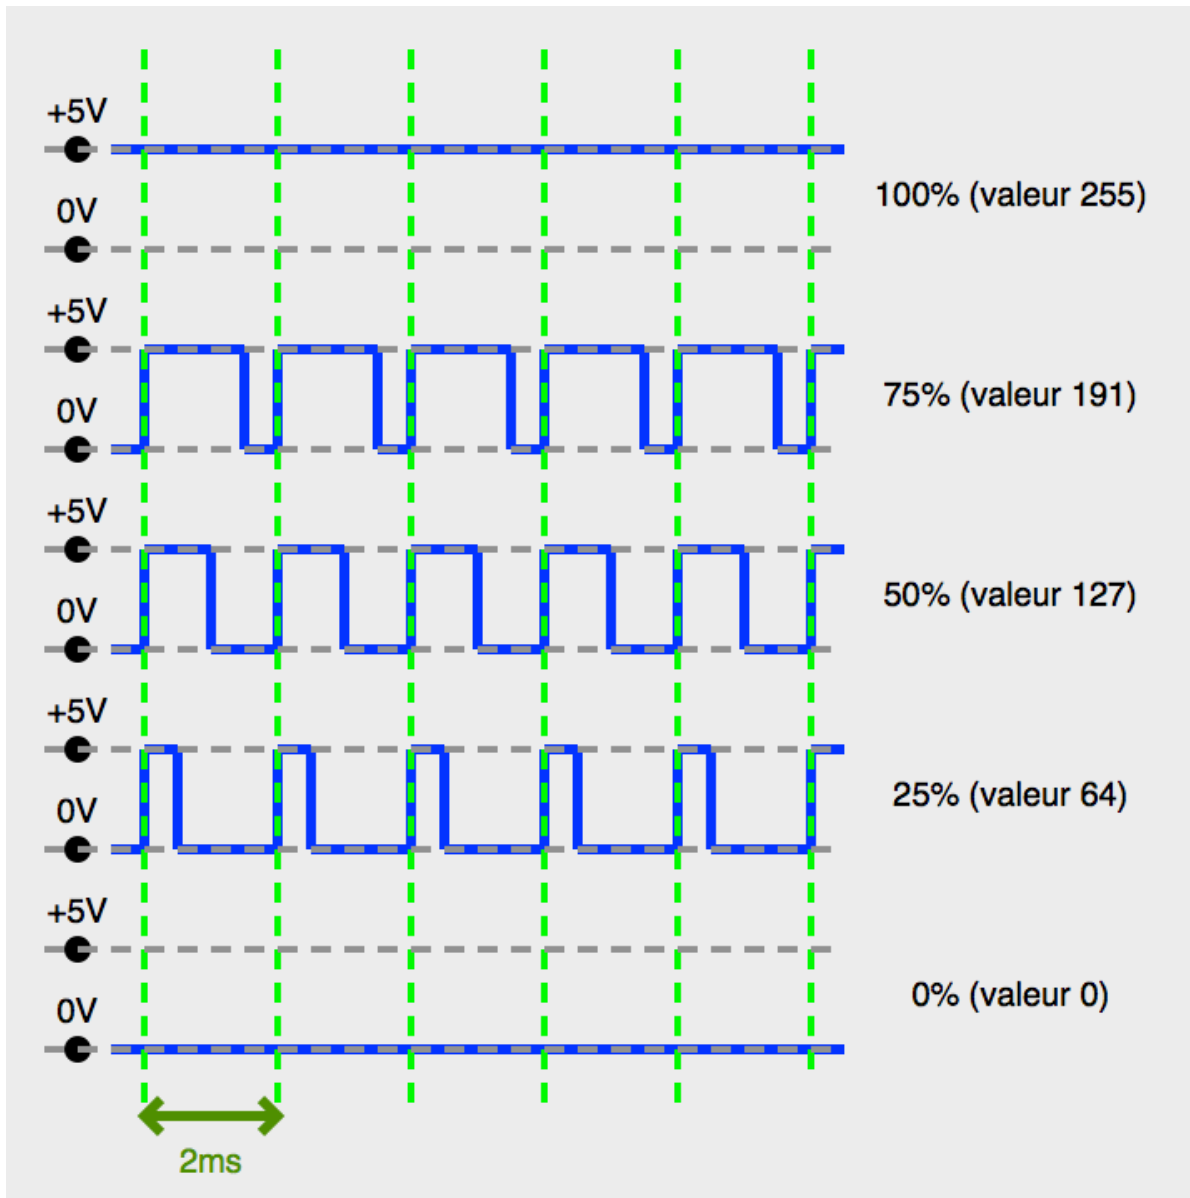 +5V
0V
100% (valeur 255)
+5V
0V
75% (valeur 191)
+5V
0V
50% (valeur 127)
+5V
0V
25% (valeur 64)
+5V
0V
0% (valeur 0)
2ms